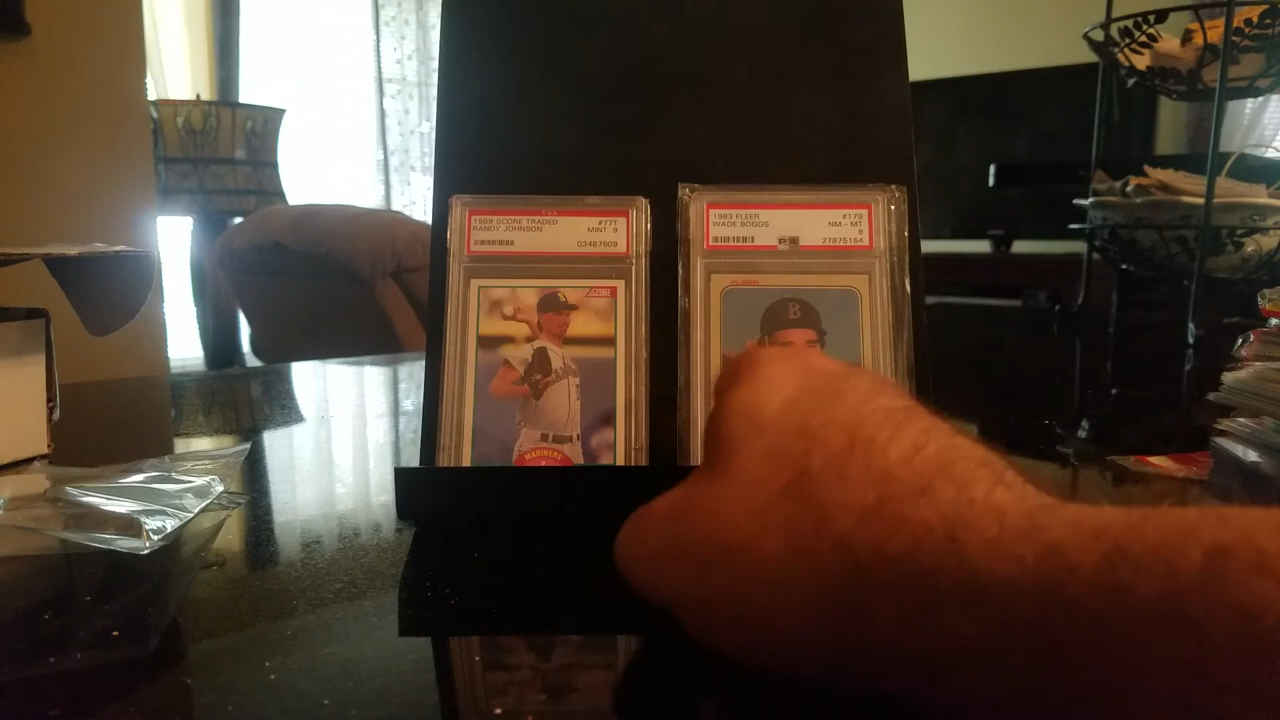 1989 SCORE TRADED #77T
RANDY JOHNSON MINT 9
03487609
SCORE
MARINERS
1983 FLEER #179
WADE BOGGS NM - MT
8
PSA 27875154
FLEER
B